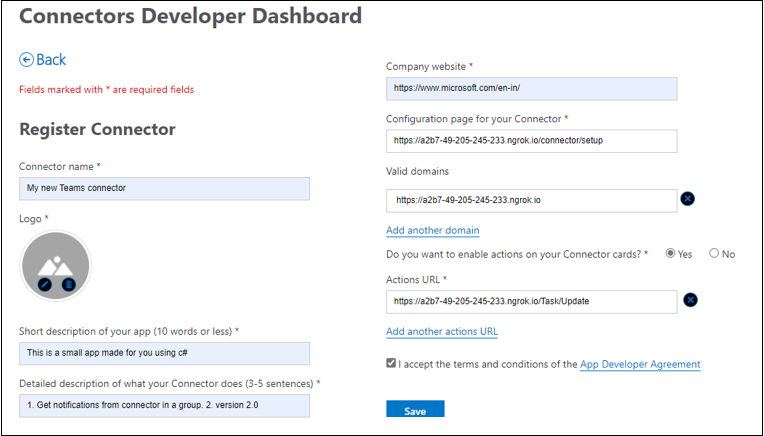 Connectors Developer Dashboard
Back
Fields marked with * are required fields
Register Connector
Connector name *
My new Teams connector
Logo *
Short description of your app (10 words or less) *
This is a small app made for you using c#
Detailed description of what your Connector does (3-5 sentences) *
1. Get notifications from connector in a group. 2. version 2.0
Company website *
https://www.microsoft.com/en-in/
Configuration page for your Connector *
https://a2b7-49-205-245-233.ngrok.io/connector/setup
Valid domains
https://a2b7-49-205-245-233.ngrok.io
Add another domain
Do you want to enable actions on your Connector cards? * Yes No
Actions URL *
https://a2b7-49-205-245-233.ngrok.io/Task/Update
Add another actions URL
I accept the terms and conditions of the App Developer Agreement
Save